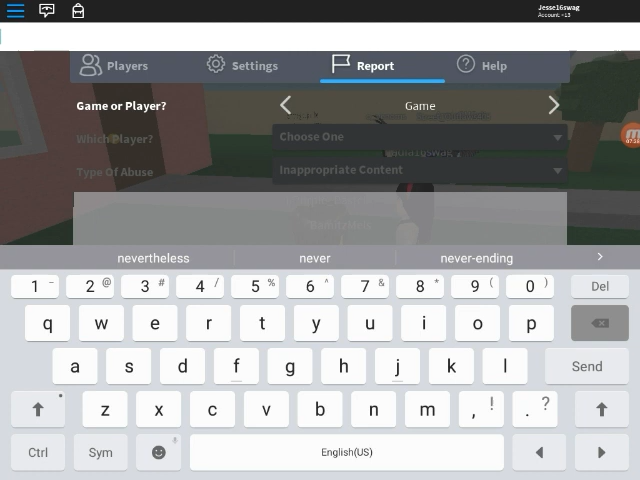 Jesse16swag
Account: <13
Players
Settings
Report
Help
Game or Player?
Game
Which Player?
Choose One
Type Of Abuse
Inappropriate Content
nevertheless
never
never-ending
1 - 2 @ 3 # 4 / 5 % 6 ^ 7 & 8 * 9 ( 0 ) Del
q w e r t y u i o p
a s d f g h j k l Send
z x c v b n m , ! . ?
Ctrl Sym English(US)